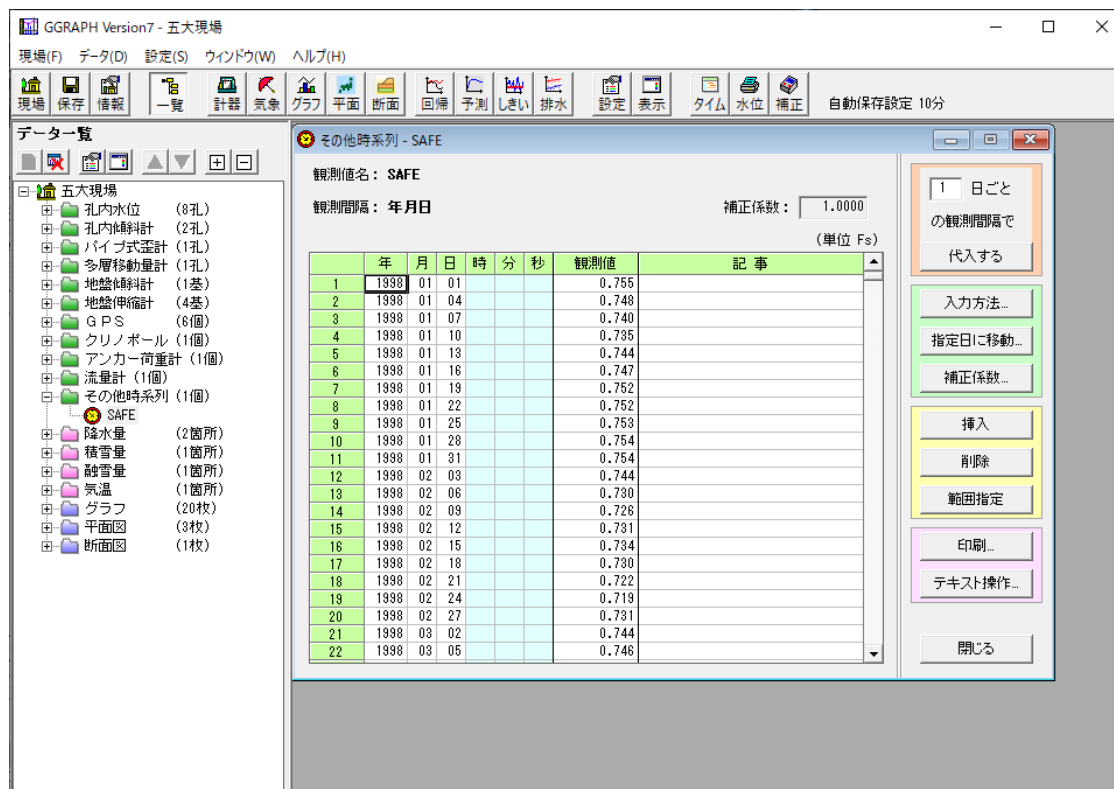 GGRAPH Version7 - 五大現場
現場(F) データ(D) 設定(S) ウィンドウ(W) ヘルプ(H)
現場 保存 情報 一覧 計器 気象 グラフ 平面 断面 回帰 予測 しきい 排水 設定 表示 タイム 水位 補正 自動保存設定 10分
データ一覧
五大現場
孔内水位 (8孔)
孔内傾斜計 (2孔)
パイプ式歪計 (1孔)
多層移動量計 (1孔)
地盤傾斜計 (1基)
地盤伸縮計 (4基)
GPS (6個)
クリノポール (1個)
アンカー荷重計 (1個)
流量計 (1個)
その他時系列 (1個)
SAFE
降水量 (2箇所)
積雪量 (1箇所)
融雪量 (1箇所)
気温 (1箇所)
グラフ (20枚)
平面図 (3枚)
断面図 (1枚)
その他時系列 - SAFE
観測値名: SAFE
観測間隔: 年月日 補正係数: 1.0000
(単位 Fs)
年 月 日 時 分 秒 観測値 記 事
1 1998 01 01 0.755
2 1998 01 04 0.748
3 1998 01 07 0.740
4 1998 01 10 0.735
5 1998 01 13 0.744
6 1998 01 16 0.747
7 1998 01 19 0.752
8 1998 01 22 0.752
9 1998 01 25 0.753
10 1998 01 28 0.754
11 1998 01 31 0.754
12 1998 02 03 0.744
13 1998 02 06 0.730
14 1998 02 09 0.726
15 1998 02 12 0.731
16 1998 02 15 0.734
17 1998 02 18 0.730
18 1998 02 21 0.722
19 1998 02 24 0.719
20 1998 02 27 0.731
21 1998 03 02 0.744
22 1998 03 05 0.746
1 日ごと
の観測間隔で
代入する
入力方法...
指定日に移動...
補正係数...
挿入
削除
範囲指定
印刷...
テキスト操作...
閉じる